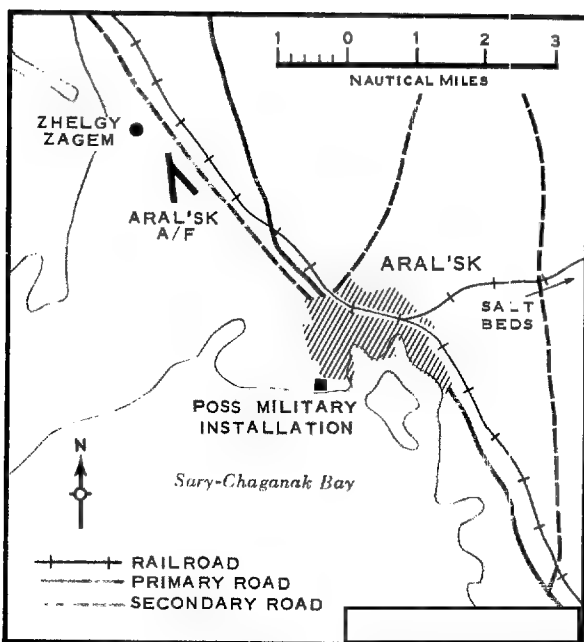 1 0 1 2 3
NAUTICAL MILES
ZHELGY
ZAGEM
ARAL'SK
A/F
ARAL'SK
SALT
BEDS
POSS MILITARY
INSTALLATION
N
Sary-Chaganak Bay
RAILROAD
PRIMARY ROAD
SECONDARY ROAD